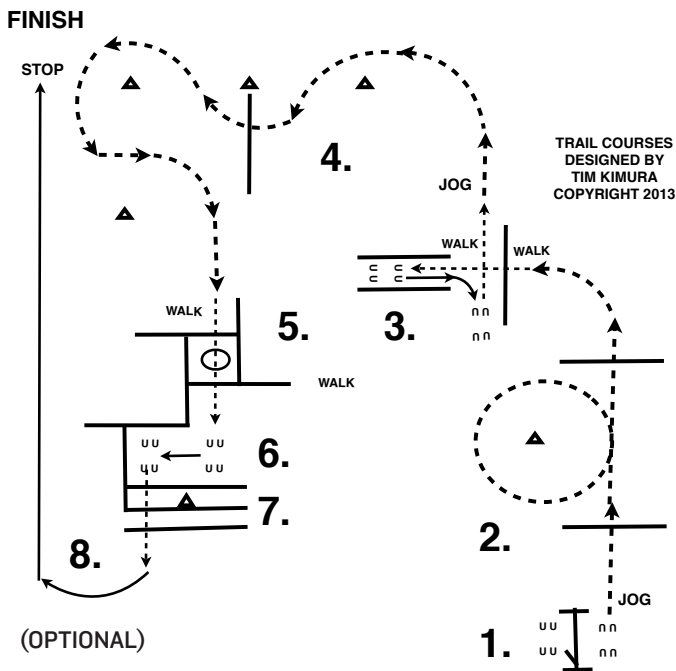 FINISH
STOP
4.
TRAIL COURSES
DESIGNED BY
TIM KIMURA
COPYRIGHT 2013
JOG
WALK
WALK
3.
WALK
5.
WALK
6.
7.
2.
8.
JOG
1.
(OPTIONAL)